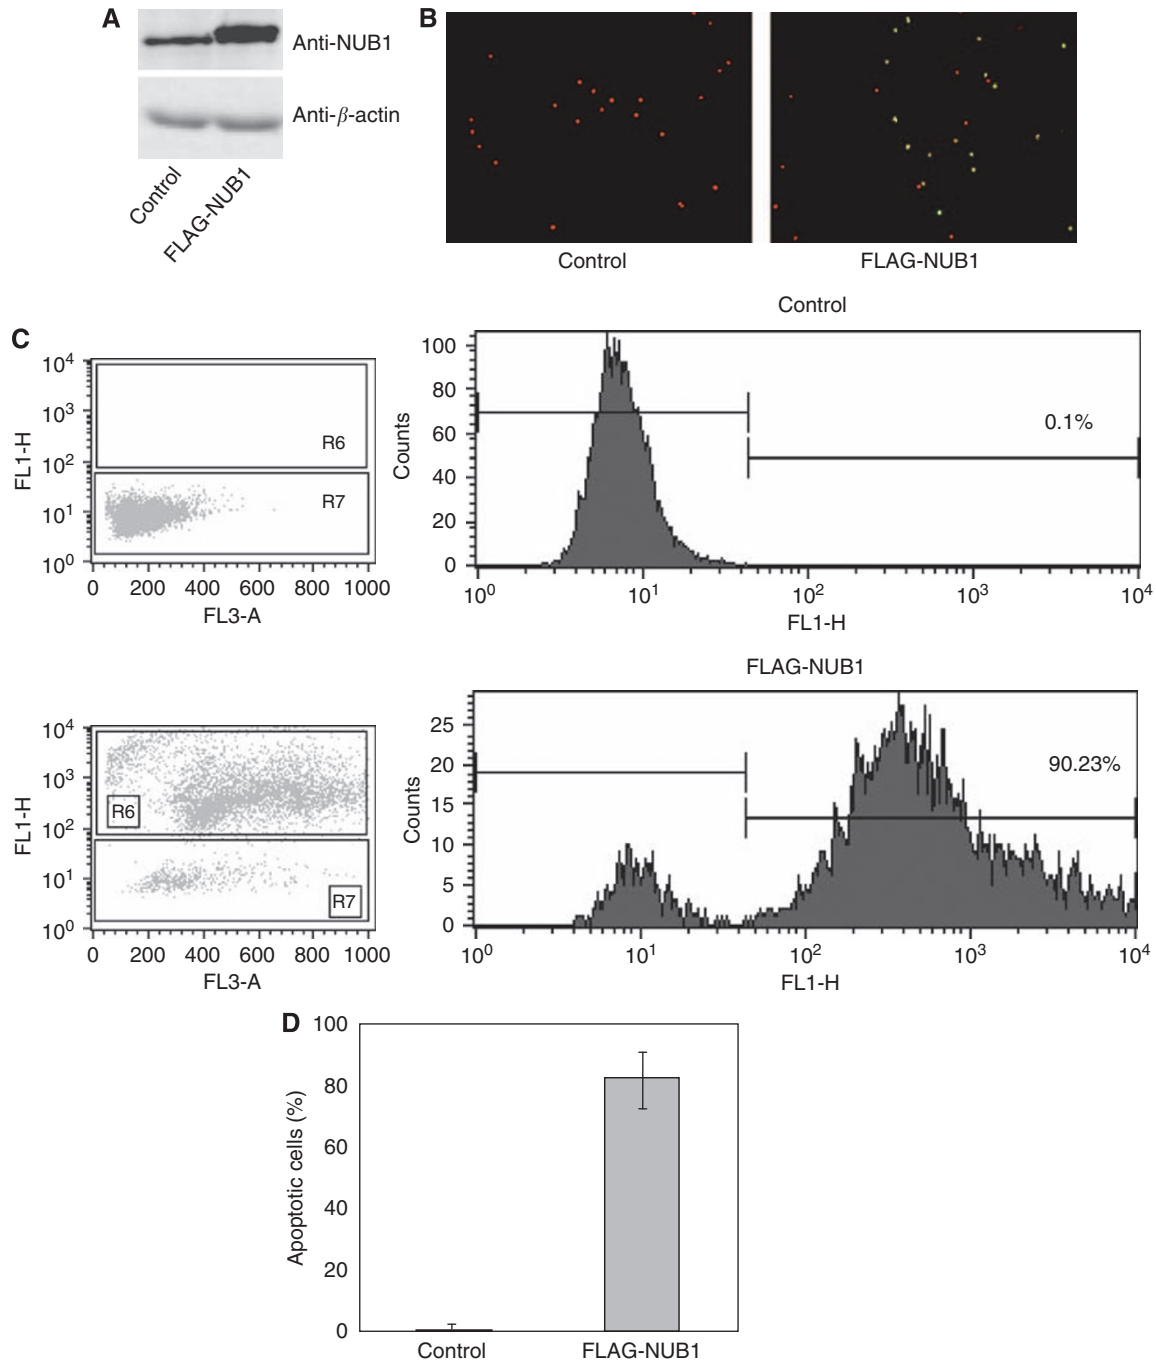 A
Anti-NUB1
Anti-β-actin
Control
FLAG-NUB1
B
Control
FLAG-NUB1
C
FL1-H
10⁴
10³
10²
10¹
10⁰
R6
R7
0 200 400 600 800 1000
FL3-A
Control
Counts
100
80
60
40
20
0
0.1%
10⁰ 10¹ 10² 10³ 10⁴
FL1-H
FL1-H
10⁴
10³
10²
10¹
10⁰
R6
R7
0 200 400 600 800 1000
FL3-A
FLAG-NUB1
Counts
25
20
15
10
5
0
90.23%
10⁰ 10¹ 10² 10³ 10⁴
FL1-H
D
Apoptotic cells (%)
100
80
60
40
20
0
Control FLAG-NUB1